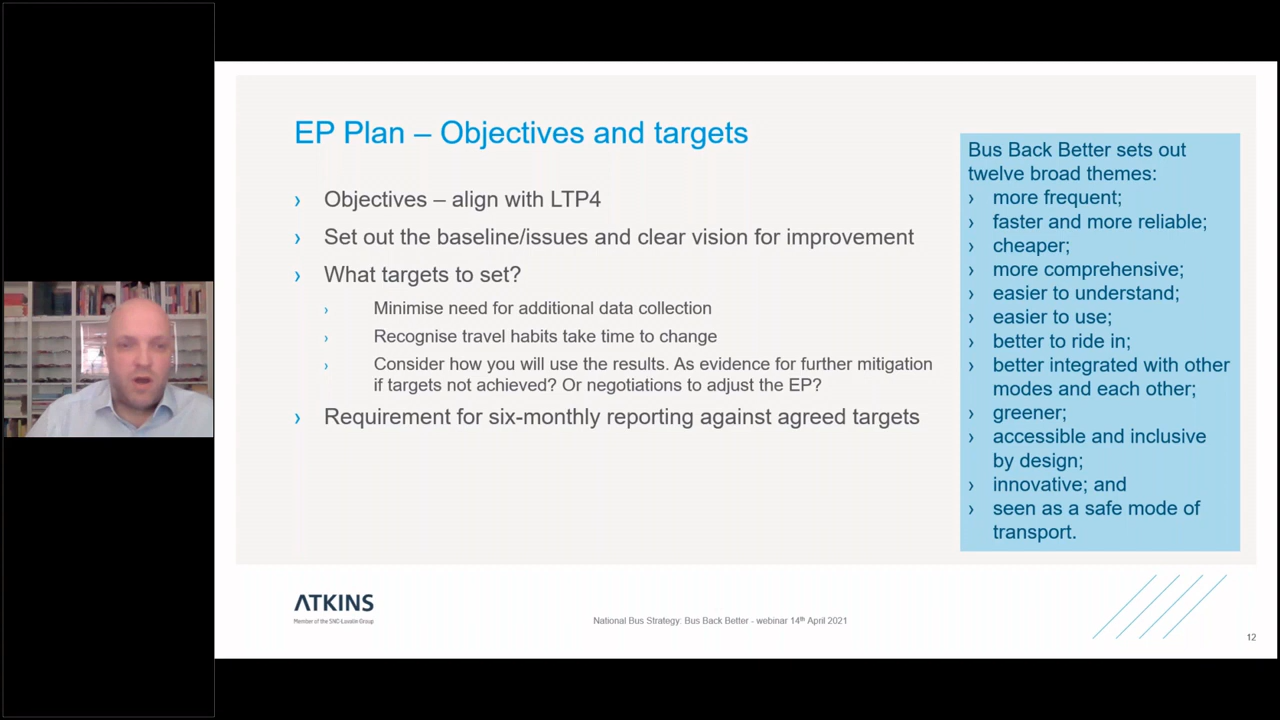 EP Plan – Objectives and targets
› Objectives – align with LTP4
› Set out the baseline/issues and clear vision for improvement
› What targets to set?
› Minimise need for additional data collection
› Recognise travel habits take time to change
› Consider how you will use the results. As evidence for further mitigation
if targets not achieved? Or negotiations to adjust the EP?
› Requirement for six-monthly reporting against agreed targets
Bus Back Better sets out
twelve broad themes:
› more frequent;
› faster and more reliable;
› cheaper;
› more comprehensive;
› easier to understand;
› easier to use;
› better to ride in;
› better integrated with other
modes and each other;
› greener;
› accessible and inclusive
by design;
› innovative; and
› seen as a safe mode of
transport.
ATKINS
Member of the SNC-Lavalin Group
National Bus Strategy: Bus Back Better - webinar 14th April 2021
12